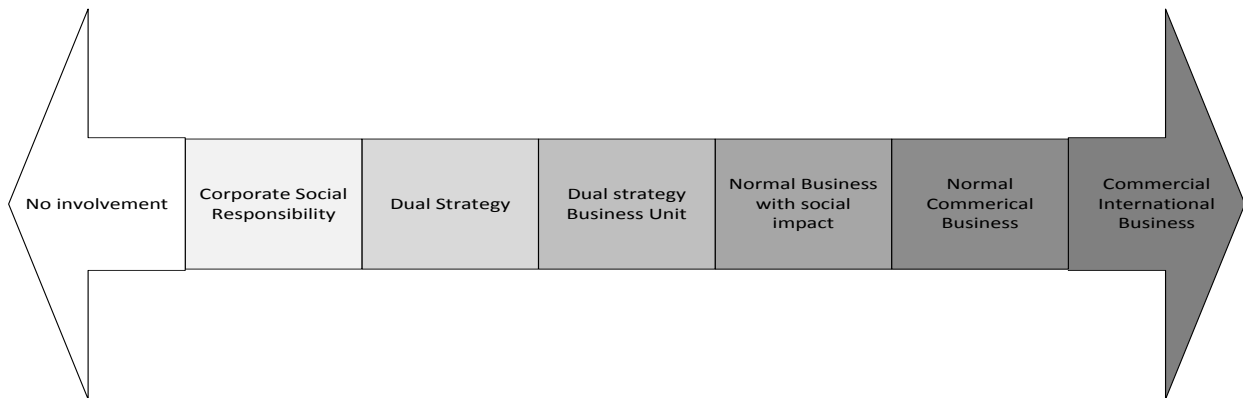 No involvement
Corporate Social
Responsibility
Dual Strategy
Dual strategy
Business Unit
Normal Business
with social
impact
Normal
Commerical
Business
Commercial
International
Business